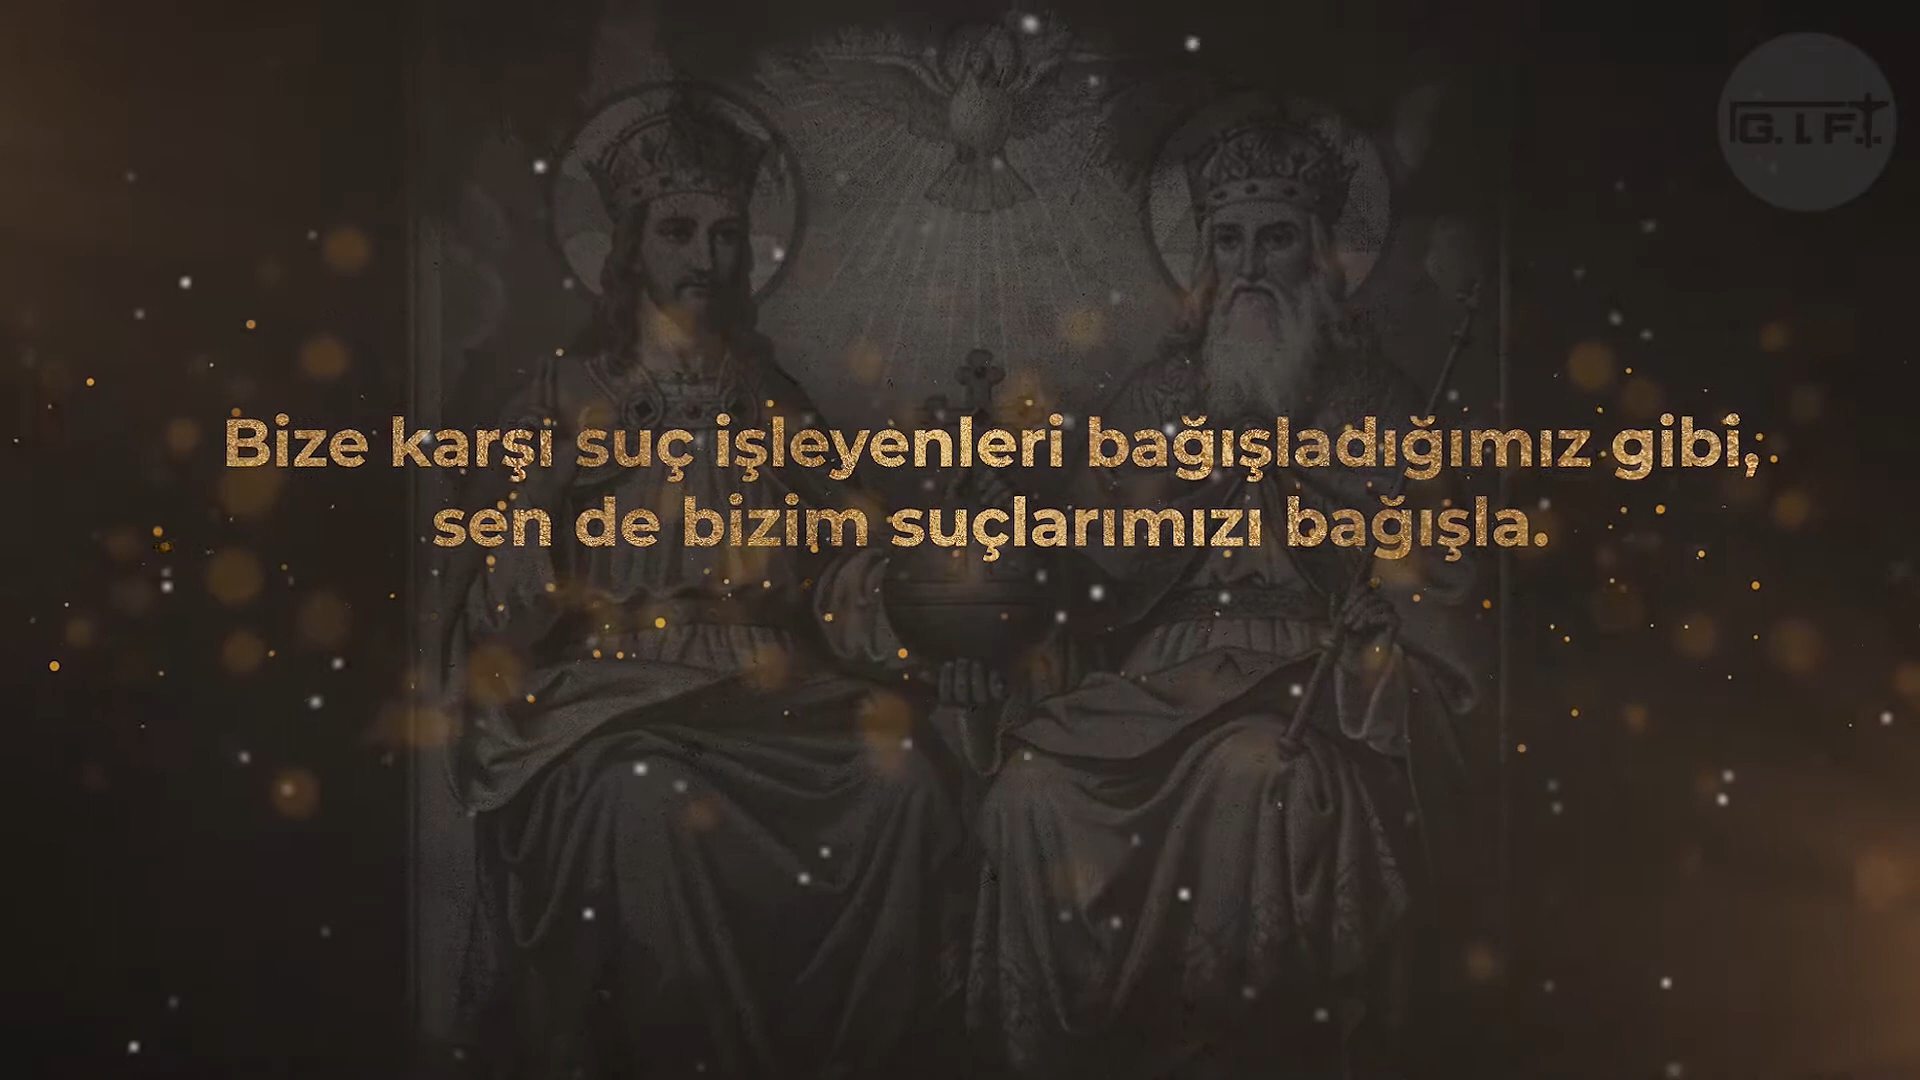 G.I.F.
Bize karşı suç işleyenleri bağışladığımız gibi,
sen de bizim suçlarımızı bağışla.